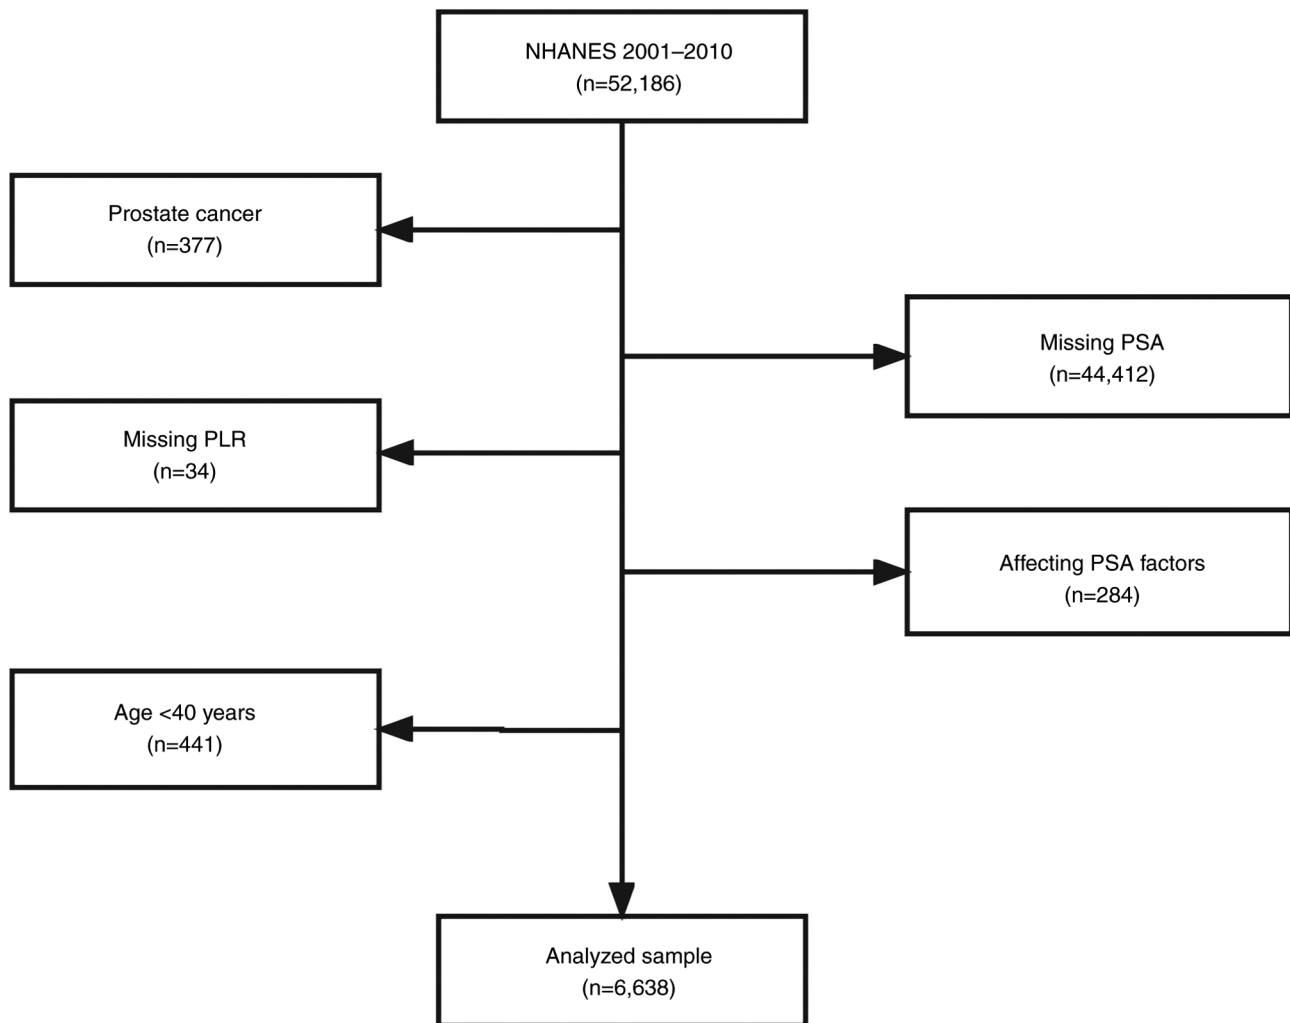 NHANES 2001–2010
(n=52,186)
Prostate cancer
(n=377)
Missing PSA
(n=44,412)
Missing PLR
(n=34)
Affecting PSA factors
(n=284)
Age <40 years
(n=441)
Analyzed sample
(n=6,638)